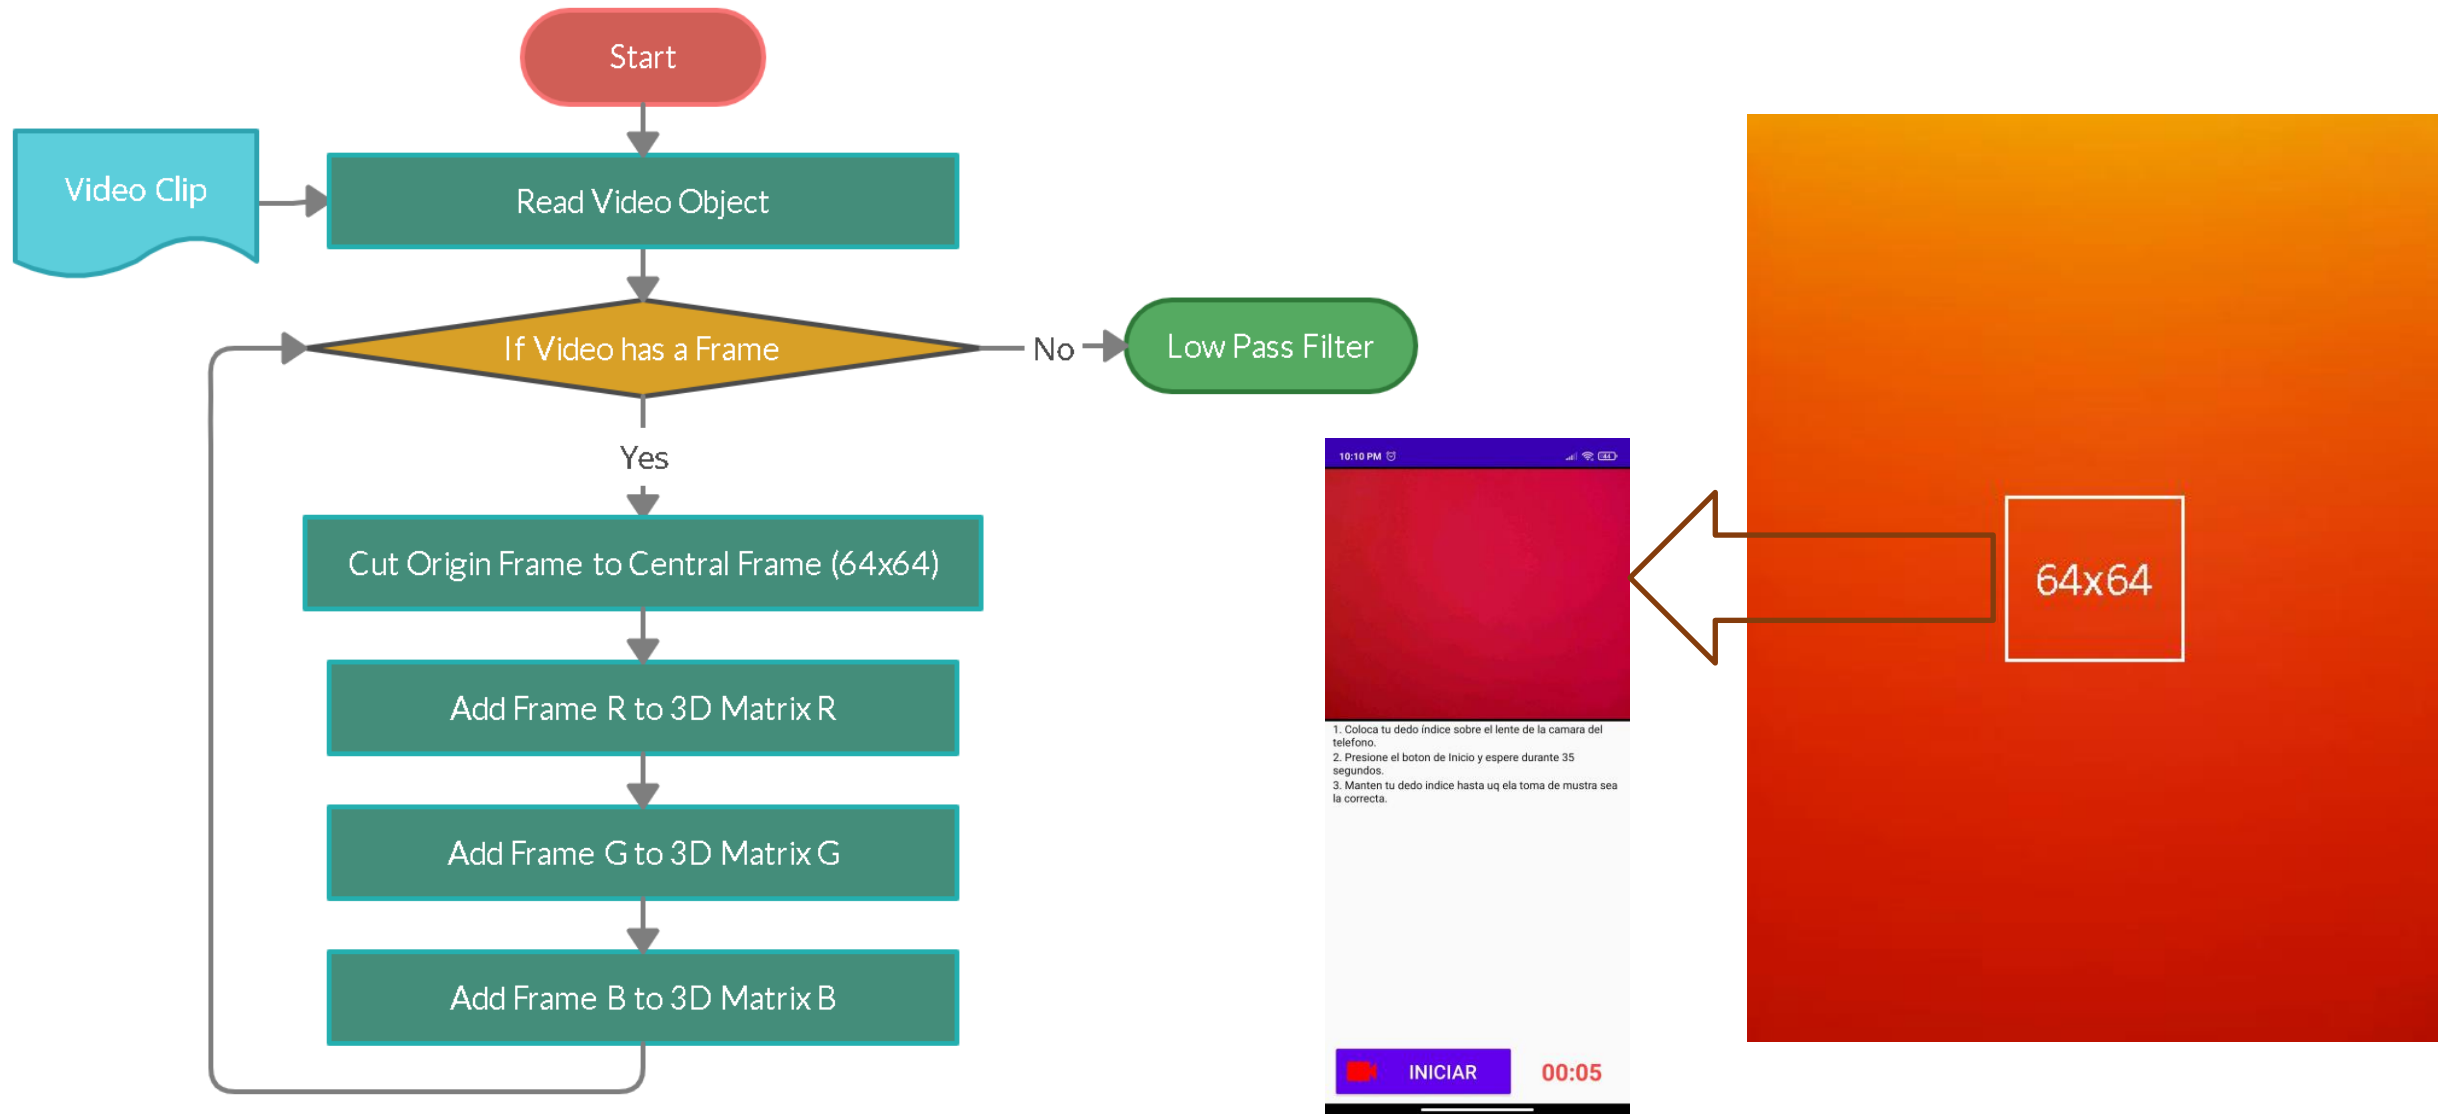 Start
Video Clip
Read Video Object
If Video has a Frame
No
Low Pass Filter
Yes
Cut Origin Frame to Central Frame (64x64)
Add Frame R to 3D Matrix R
Add Frame G to 3D Matrix G
Add Frame B to 3D Matrix B
10:10 PM
44
1. Coloca tu dedo índice sobre el lente de la camara del
telefono.
2. Presione el boton de Inicio y espere durante 35
segundos.
3. Manten tu dedo indice hasta uq ela toma de mustra sea
la correcta.
INICIAR
00:05
64x64